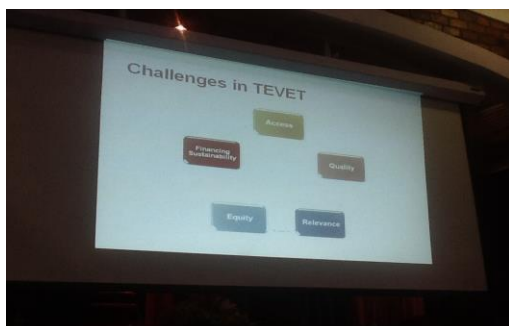 Challenges in TEVET
Access
Financing
Sustainability
Quality
Equity
Relevance